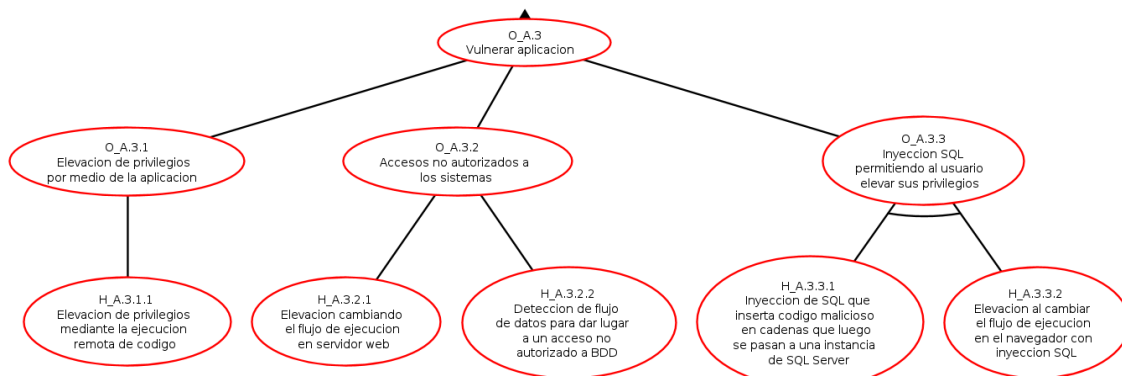 O_A.3
Vulnerar aplicacion
O_A.3.1
Elevacion de privilegios
por medio de la aplicacion
O_A.3.2
Accesos no autorizados a
los sistemas
O_A.3.3
Inyeccion SQL
permitiendo al usuario
elevar sus privilegios
H_A.3.1.1
Elevacion de privilegios
mediante la ejecucion
remota de codigo
H_A.3.2.1
Elevacion cambiando
el flujo de ejecucion
en servidor web
H_A.3.2.2
Deteccion de flujo
de datos para dar lugar
a un acceso no
autorizado a BDD
H_A.3.3.1
Inyeccion de SQL que
inserta codigo malicioso
en cadenas que luego
se pasan a una instancia
de SQL Server
H_A.3.3.2
Elevacion al cambiar
el flujo de ejecucion
en el navegador con
inyeccion SQL